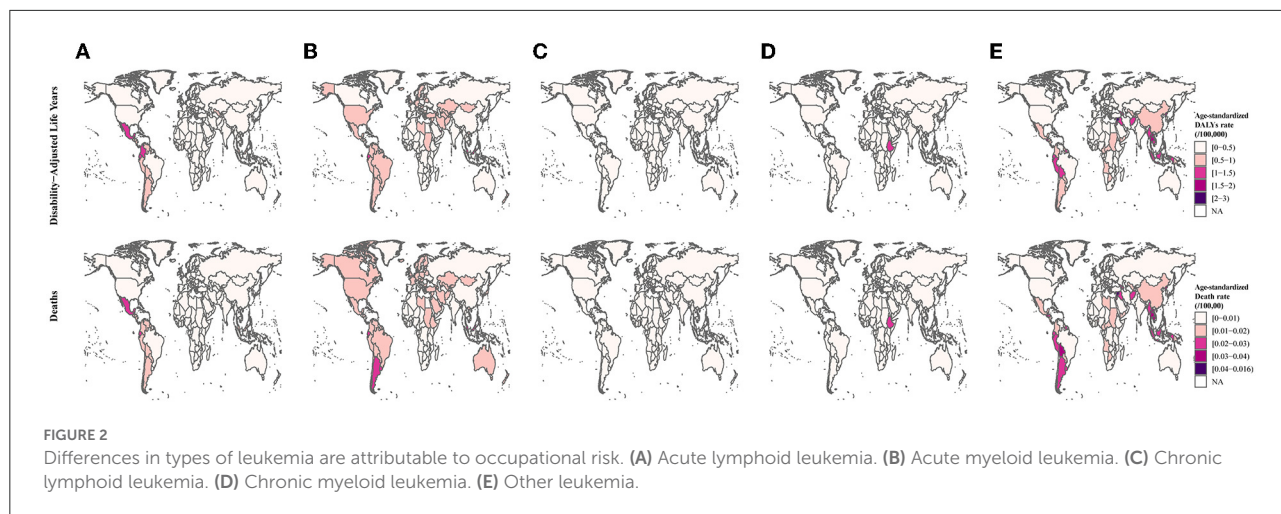 A
B
C
D
E
Disability-Adjusted Life Years
Age-standardized
DALYs rate
(/100,000)
[0-0.5)
[0.5-1)
[1-1.5)
[1.5-2)
[2-3)
NA
Deaths
Age-standardized
Death rate
(/100,00)
[0-0.01)
[0.01-0.02)
[0.02-0.03)
[0.03-0.04)
[0.04-0.016)
NA
FIGURE 2
Differences in types of leukemia are attributable to occupational risk. (A) Acute lymphoid leukemia. (B) Acute myeloid leukemia. (C) Chronic
lymphoid leukemia. (D) Chronic myeloid leukemia. (E) Other leukemia.